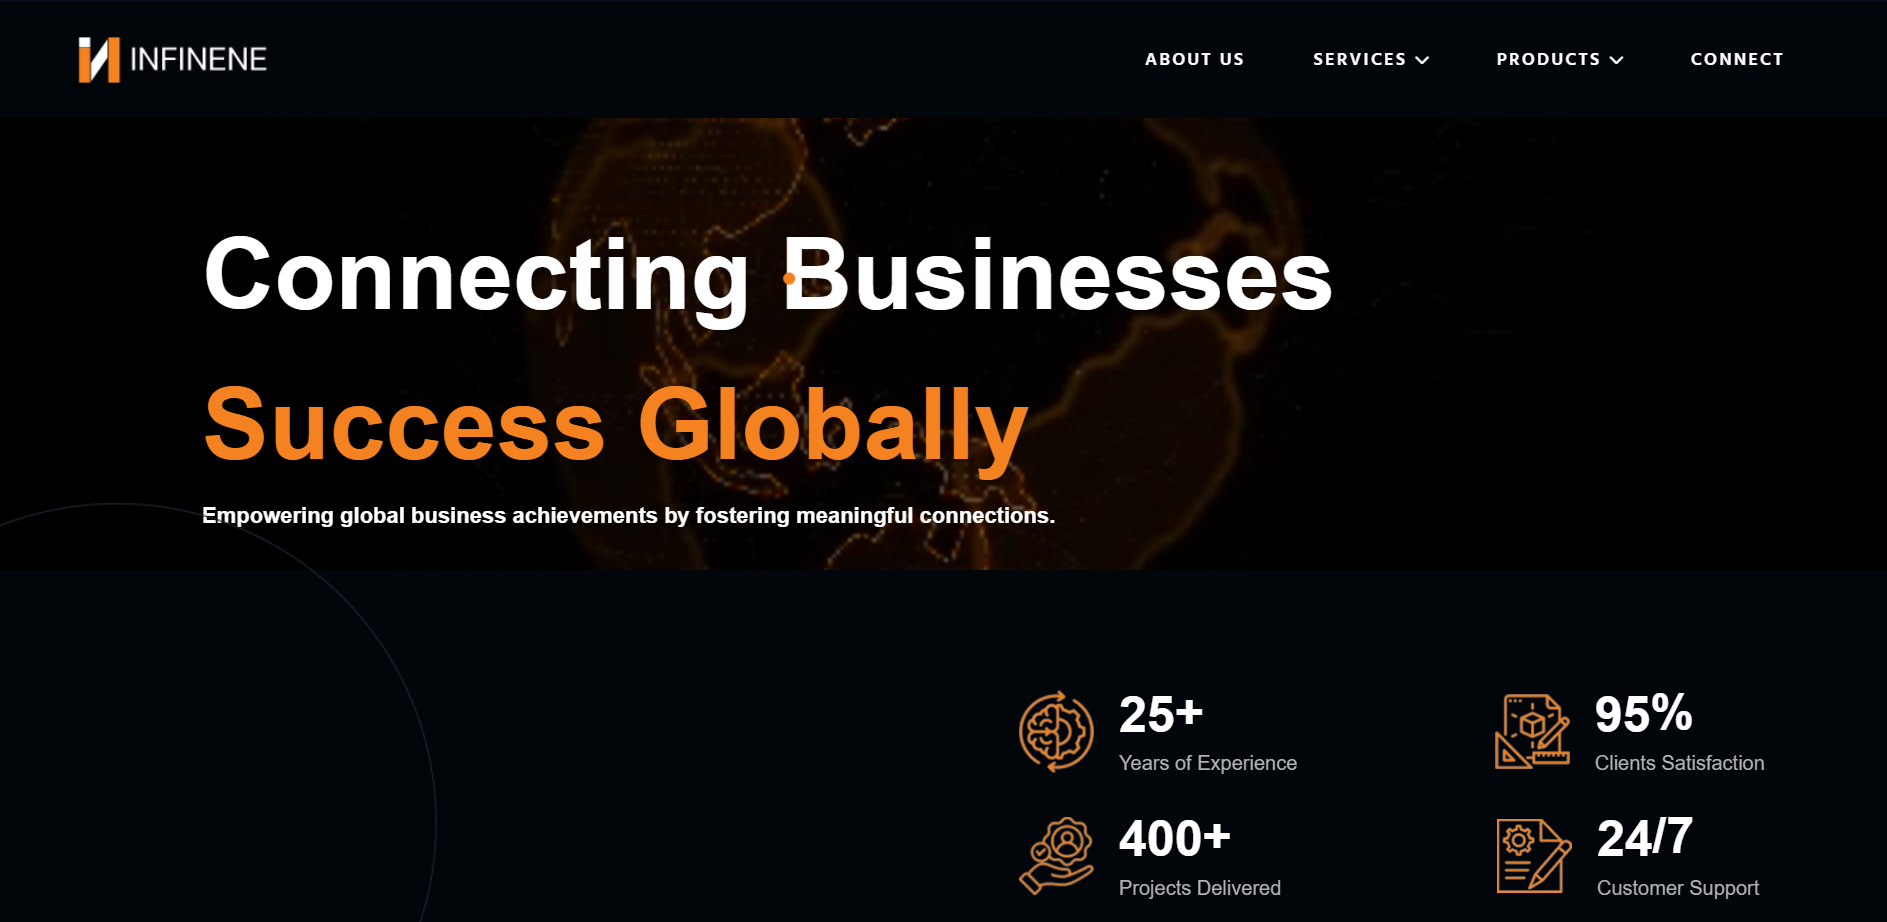 INFINENE
ABOUT US
SERVICES
PRODUCTS
CONNECT
Connecting Businesses
Success Globally
Empowering global business achievements by fostering meaningful connections.
25+
Years of Experience
95%
Clients Satisfaction
400+
Projects Delivered
24/7
Customer Support